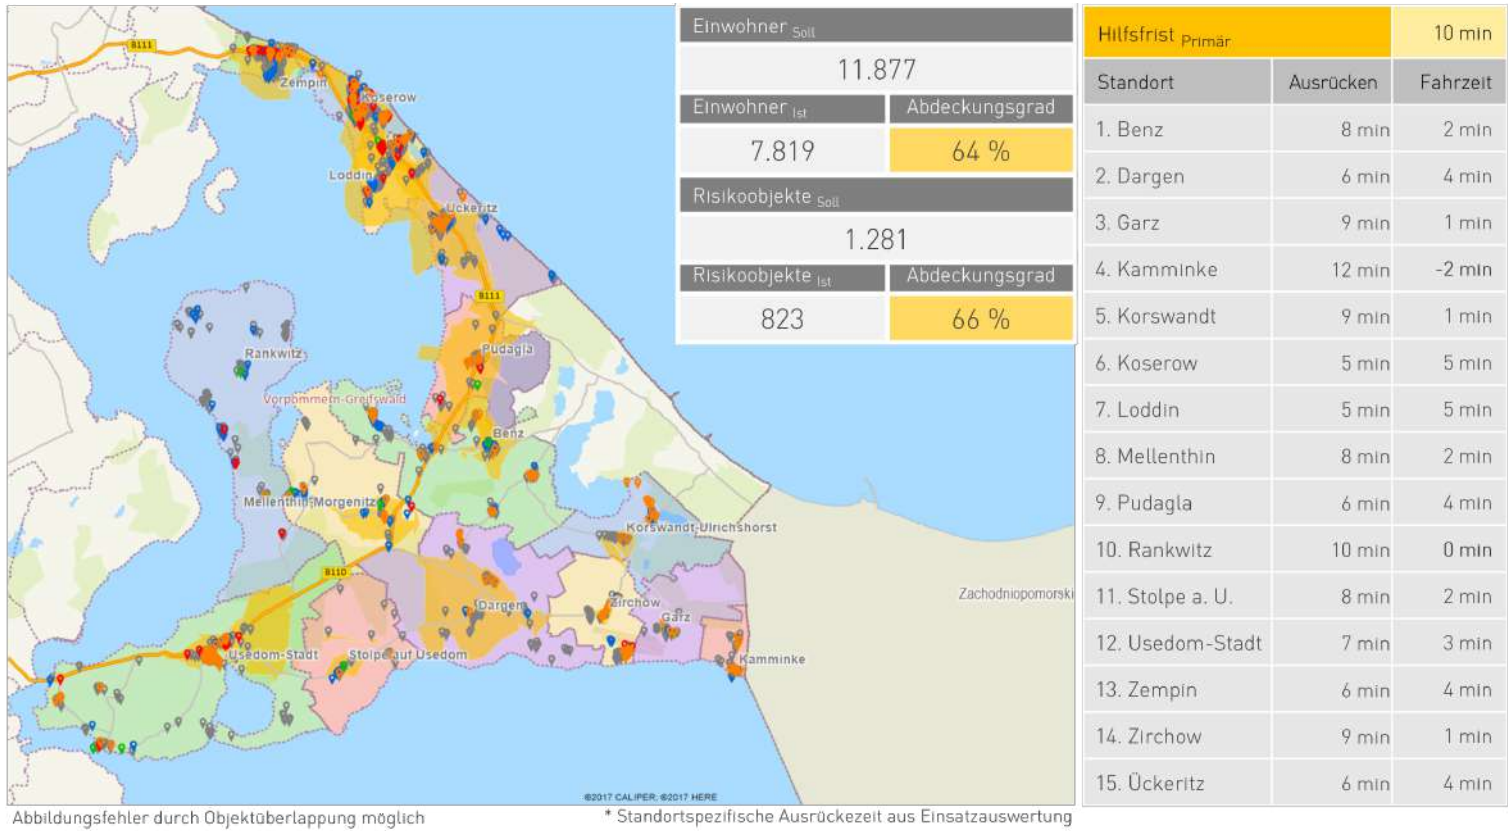 B111
Zempin
Koserow
Loddin
Ückeritz
B111
Pudagla
Rankwitz
Vorpommern-Greifswald
Benz
Mellenthin-Morgenitz
Korswandt-Ulrichshorst
B110
Dargen
Zirchow
Garz
Zachodniopomorski
Usedom-Stadt
Stolpe auf Usedom
Kamminke
©2017 CALIPER; ©2017 HERE
Abbildungsfehler durch Objektüberlappung möglich
* Standortspezifische Ausrückezeit aus Einsatzauswertung
Einwohner Soll
11.877
Einwohner Ist Abdeckungsgrad
7.819 64 %
Risikoobjekte Soll
1.281
Risikoobjekte Ist Abdeckungsgrad
823 66 %
Hilfsfrist Primär 10 min
Standort Ausrücken Fahrzeit
1. Benz 8 min 2 min
2. Dargen 6 min 4 min
3. Garz 9 min 1 min
4. Kamminke 12 min -2 min
5. Korswandt 9 min 1 min
6. Koserow 5 min 5 min
7. Loddin 5 min 5 min
8. Mellenthin 8 min 2 min
9. Pudagla 6 min 4 min
10. Rankwitz 10 min 0 min
11. Stolpe a. U. 8 min 2 min
12. Usedom-Stadt 7 min 3 min
13. Zempin 6 min 4 min
14. Zirchow 9 min 1 min
15. Ückeritz 6 min 4 min